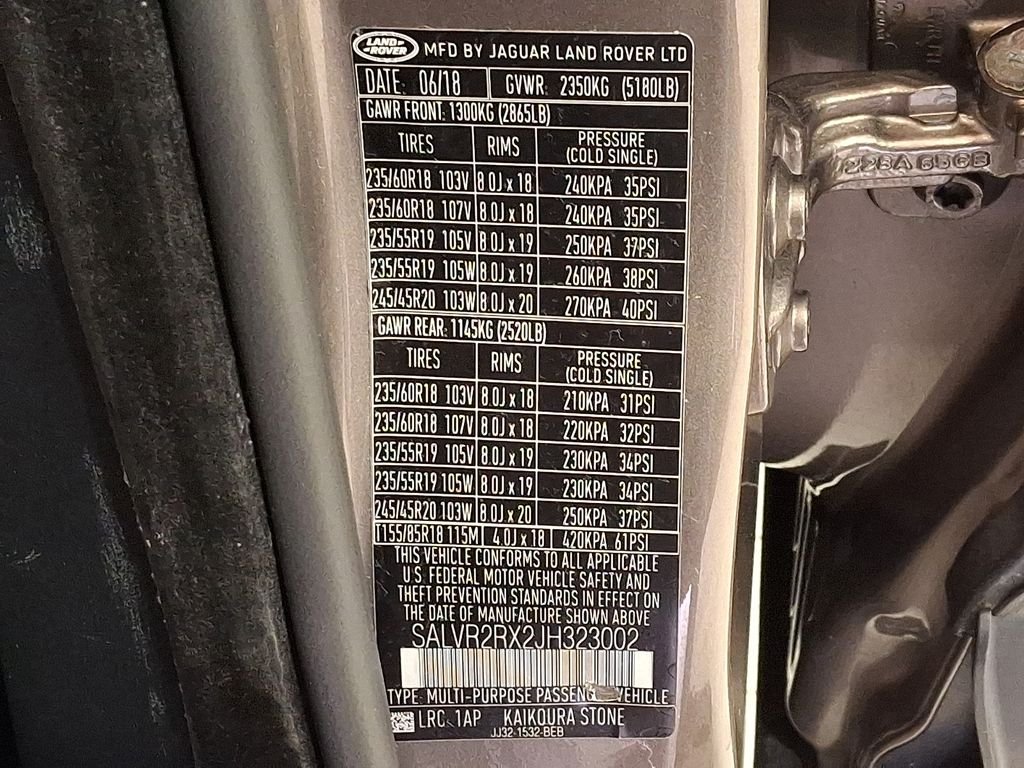 LAND-ROVER MFD BY JAGUAR LAND ROVER LTD
DATE: 06/18 GVWR: 2350KG (5180LB)
GAWR FRONT: 1300KG (2865LB)
TIRES RIMS PRESSURE (COLD SINGLE)
235/60R18 103V 8.0J x 18 240KPA 35PSI
235/60R18 107V 8.0J x 18 240KPA 35PSI
235/55R19 105V 8.0J x 19 250KPA 37PSI
235/55R19 105W 8.0J x 19 260KPA 38PSI
245/45R20 103W 8.0J x 20 270KPA 40PSI
GAWR REAR: 1145KG (2520LB)
TIRES RIMS PRESSURE (COLD SINGLE)
235/60R18 103V 8.0J x 18 210KPA 31PSI
235/60R18 107V 8.0J x 18 220KPA 32PSI
235/55R19 105V 8.0J x 19 230KPA 34PSI
235/55R19 105W 8.0J x 19 230KPA 34PSI
245/45R20 103W 8.0J x 20 250KPA 37PSI
T155/85R18 115M 4.0J x 18 420KPA 61PSI
THIS VEHICLE CONFORMS TO ALL APPLICABLE
U.S. FEDERAL MOTOR VEHICLE SAFETY AND
THEFT PREVENTION STANDARDS IN EFFECT ON
THE DATE OF MANUFACTURE SHOWN ABOVE
SALVR2RX2JH323002
TYPE: MULTI-PURPOSE PASSENG VEHICLE
LRC 1AP KAIKOURA STONE
JJ32-1532-BEB